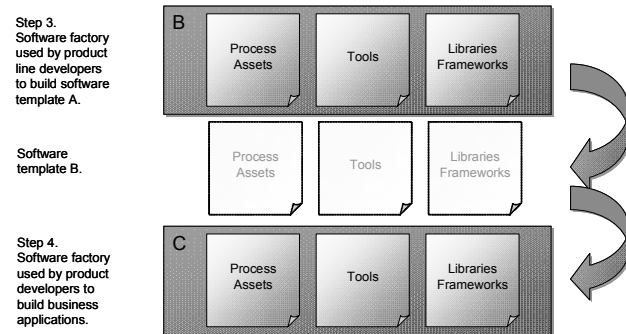 Step 3.
Software factory
used by product
line developers
to build software
template A.
B
Process
Assets
Tools
Libraries
Frameworks
Software
template B.
Process
Assets
Tools
Libraries
Frameworks
Step 4.
Software factory
used by product
developers to
build business
applications.
C
Process
Assets
Tools
Libraries
Frameworks